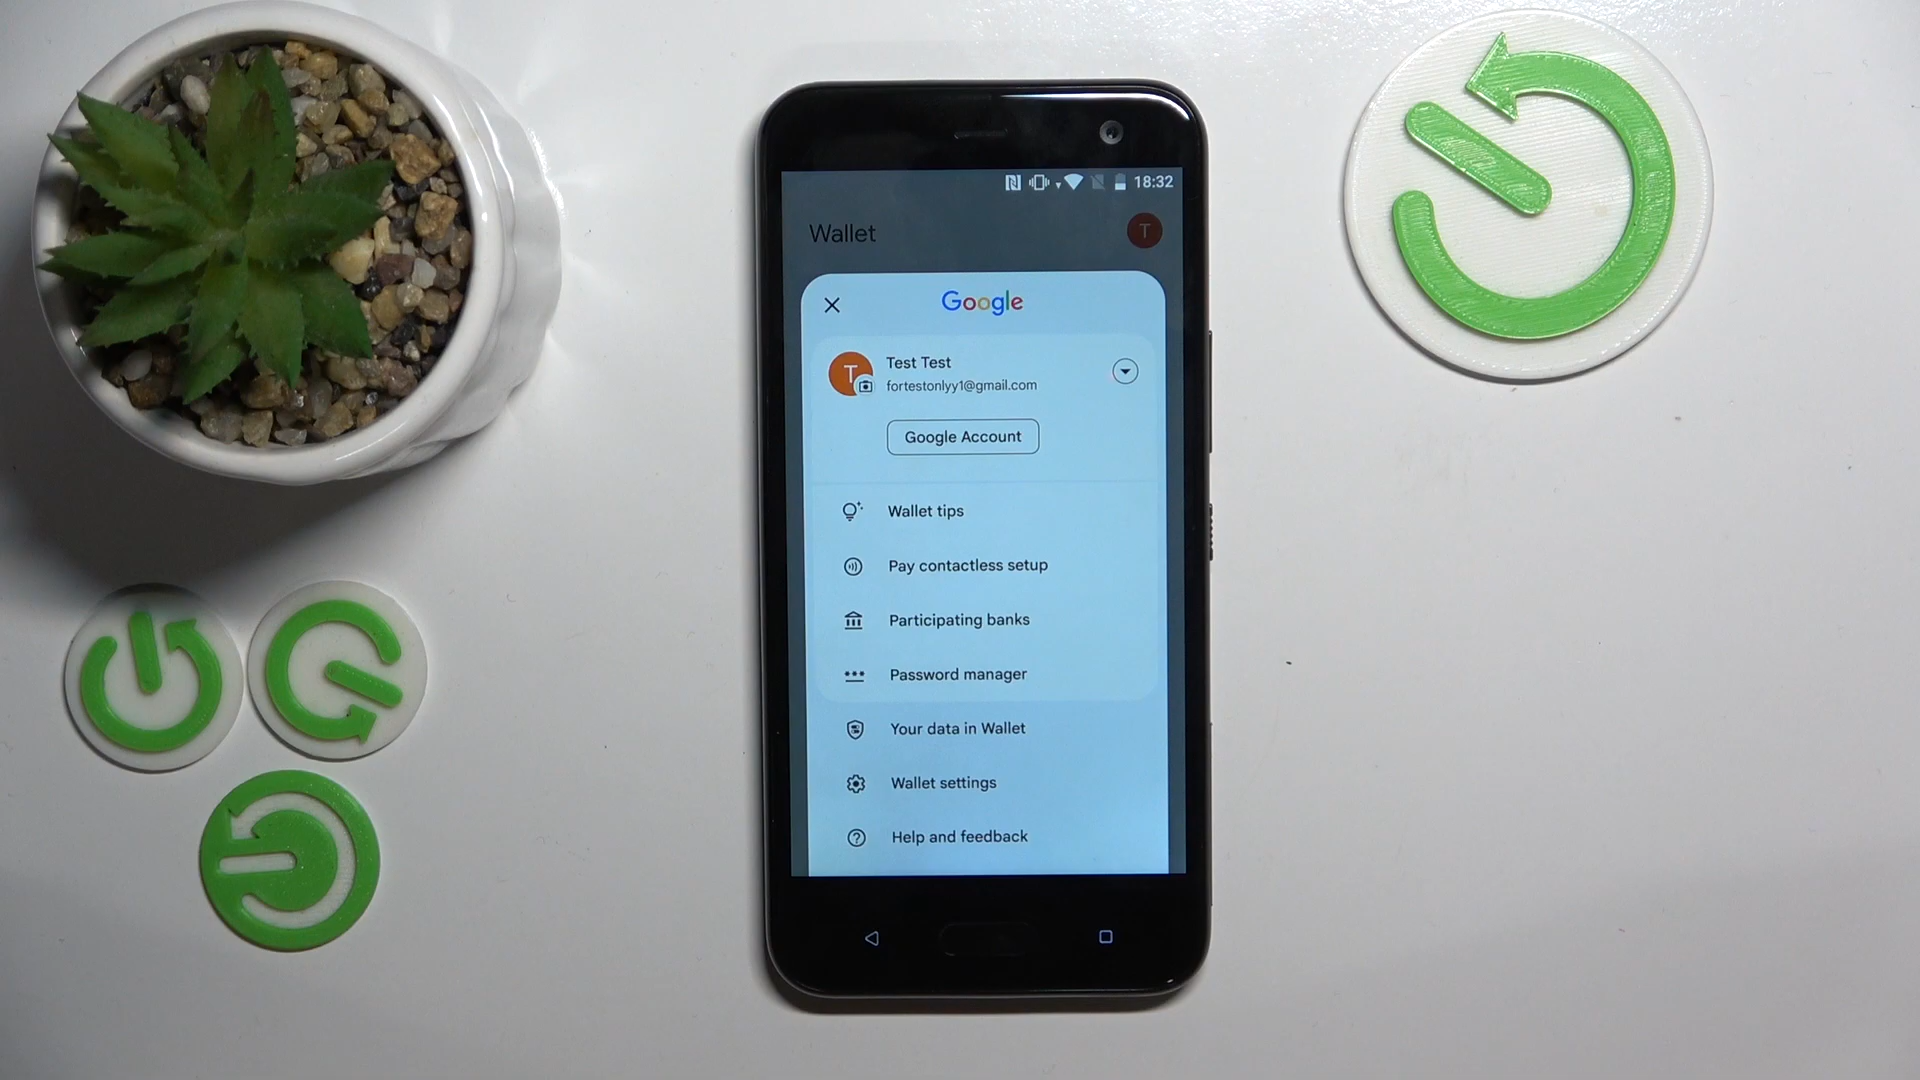 18:32
Wallet
T
Google
T
Test Test
fortestonlyy1@gmail.com
Google Account
Wallet tips
Pay contactless setup
Participating banks
Password manager
Your data in Wallet
Wallet settings
Help and feedback